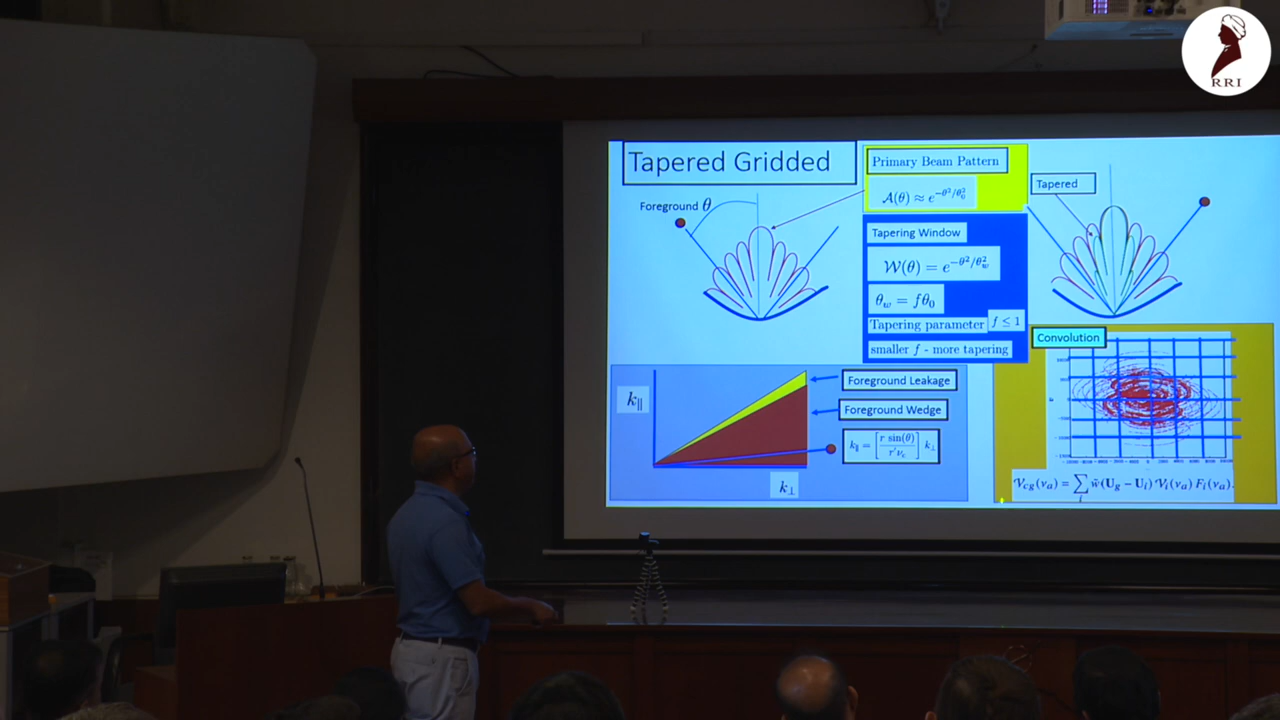 RRI
Tapered Gridded
Primary Beam Pattern
𝒜(θ) ≈ e^{-θ²/θ₀²}
Tapered
Foreground θ
Tapering Window
𝒲(θ) = e^{-θ²/θ_w²}
θ_w = fθ₀
Tapering parameter f ≤ 1
smaller f - more tapering
Convolution
k∥
Foreground Leakage
Foreground Wedge
k∥ = [r sin(θ) / r′ν_c] k⊥
k⊥
𝒱_cg(ν_a) = ∑_i w̃(U_g − U_i) 𝒱_i(ν_a) F_i(ν_a).